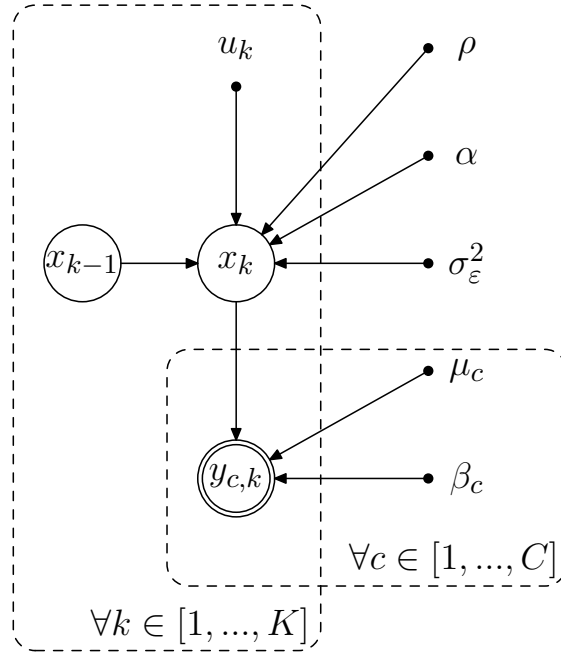 u_k
ρ
α
x_{k−1}
x_k
σ_ε^2
μ_c
y_{c,k}
β_c
∀c ∈ [1, ..., C]
∀k ∈ [1, ..., K]